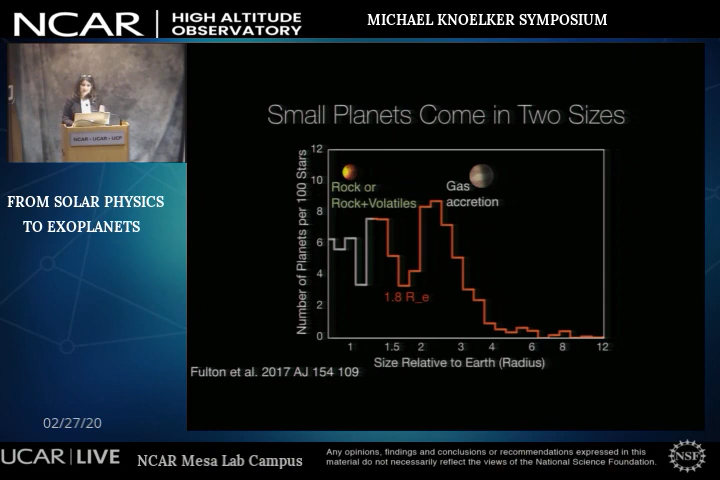 NCAR
HIGH ALTITUDE
OBSERVATORY
MICHAEL KNOELKER SYMPOSIUM
NCAR • UCAR • UCP
FROM SOLAR PHYSICS
TO EXOPLANETS
02/27/20
Small Planets Come in Two Sizes
Number of Planets per 100 Stars
12
10
8
6
4
2
0
Rock or
Rock+Volatiles
Gas
accretion
1.8 R_e
1 1.5 2 3 4 6 8 12
Size Relative to Earth (Radius)
Fulton et al. 2017 AJ 154 109
UCAR | LIVE
NCAR Mesa Lab Campus
Any opinions, findings and conclusions or recommendations expressed in this
material do not necessarily reflect the views of the National Science Foundation.
NSF